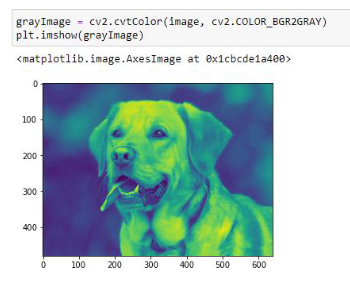 grayImage = cv2.cvtColor(image, cv2.COLOR_BGR2GRAY)
plt.imshow(grayImage)
<matplotlib.image.AxesImage at 0x1cbcde1a400>
0
100
200
300
400
0 100 200 300 400 500 600